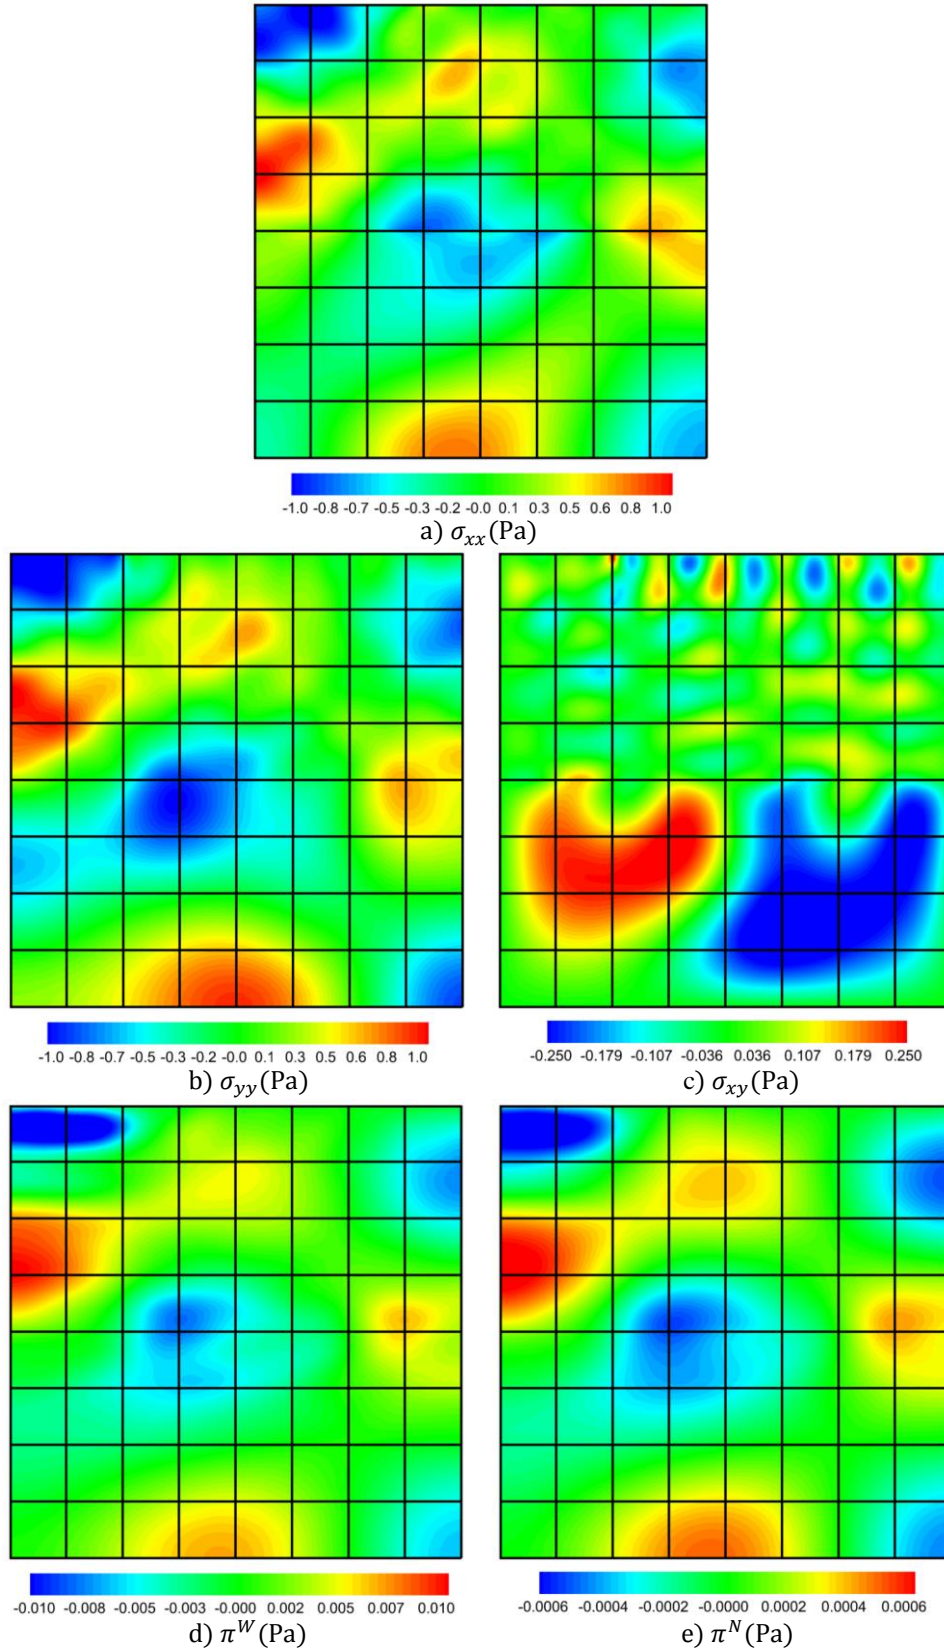 -1.0 -0.8 -0.7 -0.5 -0.3 -0.2 -0.0 0.1 0.3 0.5 0.6 0.8 1.0
a) σxx(Pa)
-1.0 -0.8 -0.7 -0.5 -0.3 -0.2 -0.0 0.1 0.3 0.5 0.6 0.8 1.0
b) σyy(Pa)
-0.250 -0.179 -0.107 -0.036 0.036 0.107 0.179 0.250
c) σxy(Pa)
-0.010 -0.008 -0.005 -0.003 -0.000 0.002 0.005 0.007 0.010
d) π^W(Pa)
-0.0006 -0.0004 -0.0002 -0.0000 0.0002 0.0004 0.0006
e) π^N(Pa)